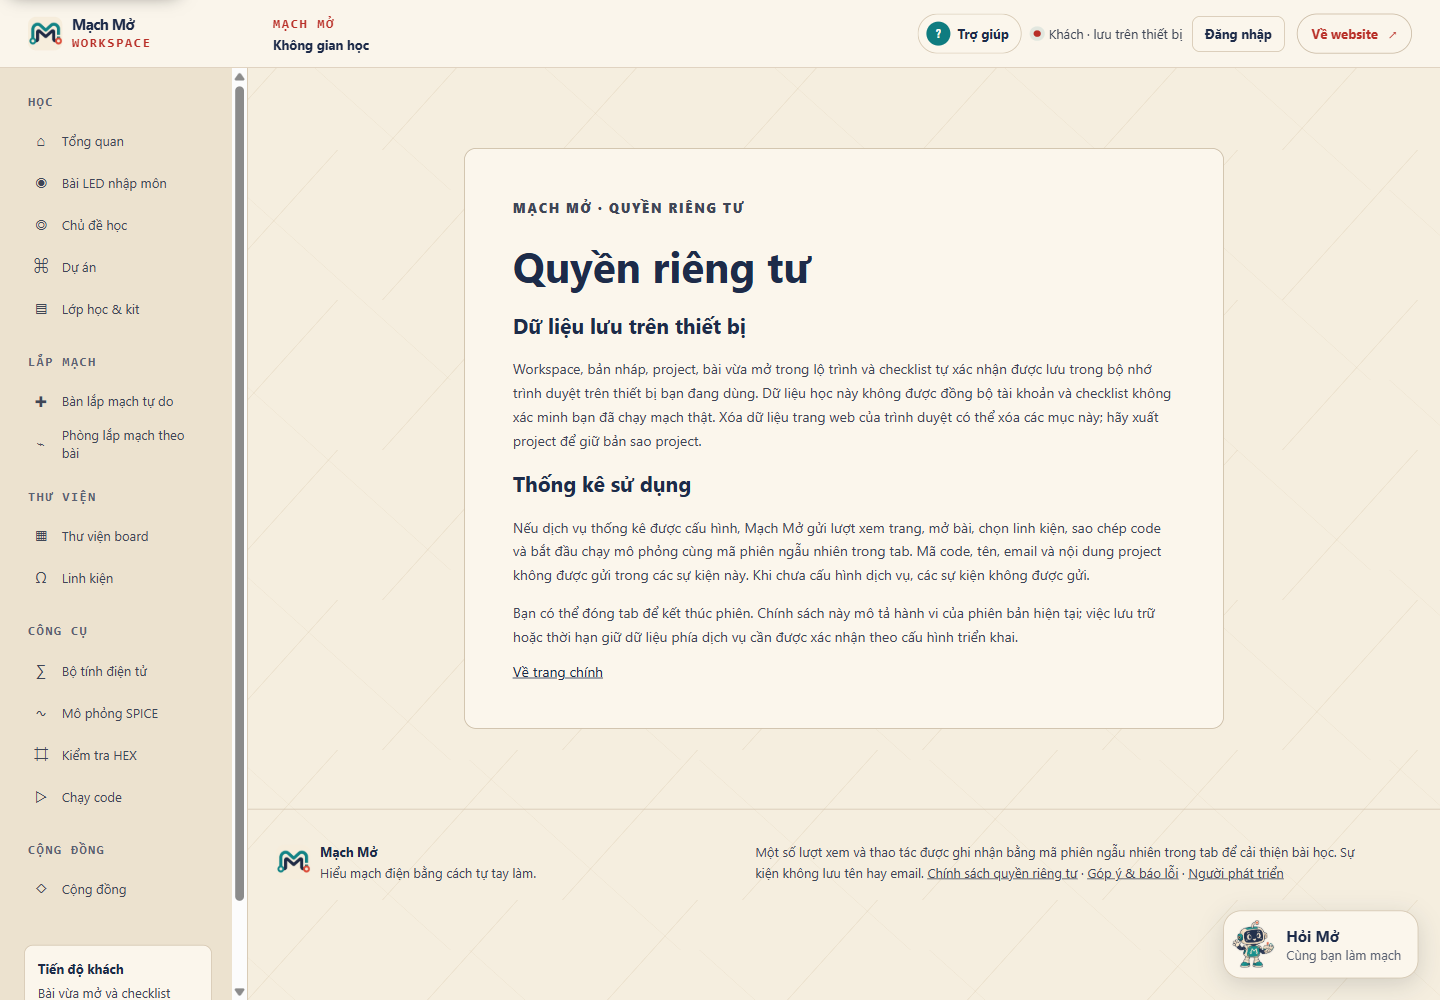 Mạch Mở
WORKSPACE
MẠCH MỞ
Không gian học
? Trợ giúp
Khách · lưu trên thiết bị
Đăng nhập
Về website ↗
HỌC
Tổng quan
Bài LED nhập môn
Chủ đề học
Dự án
Lớp học & kit
LẮP MẠCH
Bàn lắp mạch tự do
Phòng lắp mạch theo
bài
THƯ VIỆN
Thư viện board
Linh kiện
CÔNG CỤ
Bộ tính điện tử
Mô phỏng SPICE
Kiểm tra HEX
Chạy code
CỘNG ĐỒNG
Cộng đồng
Tiến độ khách
Bài vừa mở và checklist
MẠCH MỞ · QUYỀN RIÊNG TƯ
Quyền riêng tư
Dữ liệu lưu trên thiết bị
Workspace, bản nháp, project, bài vừa mở trong lộ trình và checklist tự xác nhận được lưu trong bộ nhớ
trình duyệt trên thiết bị bạn đang dùng. Dữ liệu học này không được đồng bộ tài khoản và checklist không
xác minh bạn đã chạy mạch thật. Xóa dữ liệu trang web của trình duyệt có thể xóa các mục này; hãy xuất
project để giữ bản sao project.
Thống kê sử dụng
Nếu dịch vụ thống kê được cấu hình, Mạch Mở gửi lượt xem trang, mở bài, chọn linh kiện, sao chép code
và bắt đầu chạy mô phỏng cùng mã phiên ngẫu nhiên trong tab. Mã code, tên, email và nội dung project
không được gửi trong các sự kiện này. Khi chưa cấu hình dịch vụ, các sự kiện không được gửi.
Bạn có thể đóng tab để kết thúc phiên. Chính sách này mô tả hành vi của phiên bản hiện tại; việc lưu trữ
hoặc thời hạn giữ dữ liệu phía dịch vụ cần được xác nhận theo cấu hình triển khai.
Về trang chính
Mạch Mở
Hiểu mạch điện bằng cách tự tay làm.
Một số lượt xem và thao tác được ghi nhận bằng mã phiên ngẫu nhiên trong tab để cải thiện bài học. Sự
kiện không lưu tên hay email. Chính sách quyền riêng tư · Góp ý & báo lỗi · Người phát triển
Hỏi Mở
Cùng bạn làm mạch